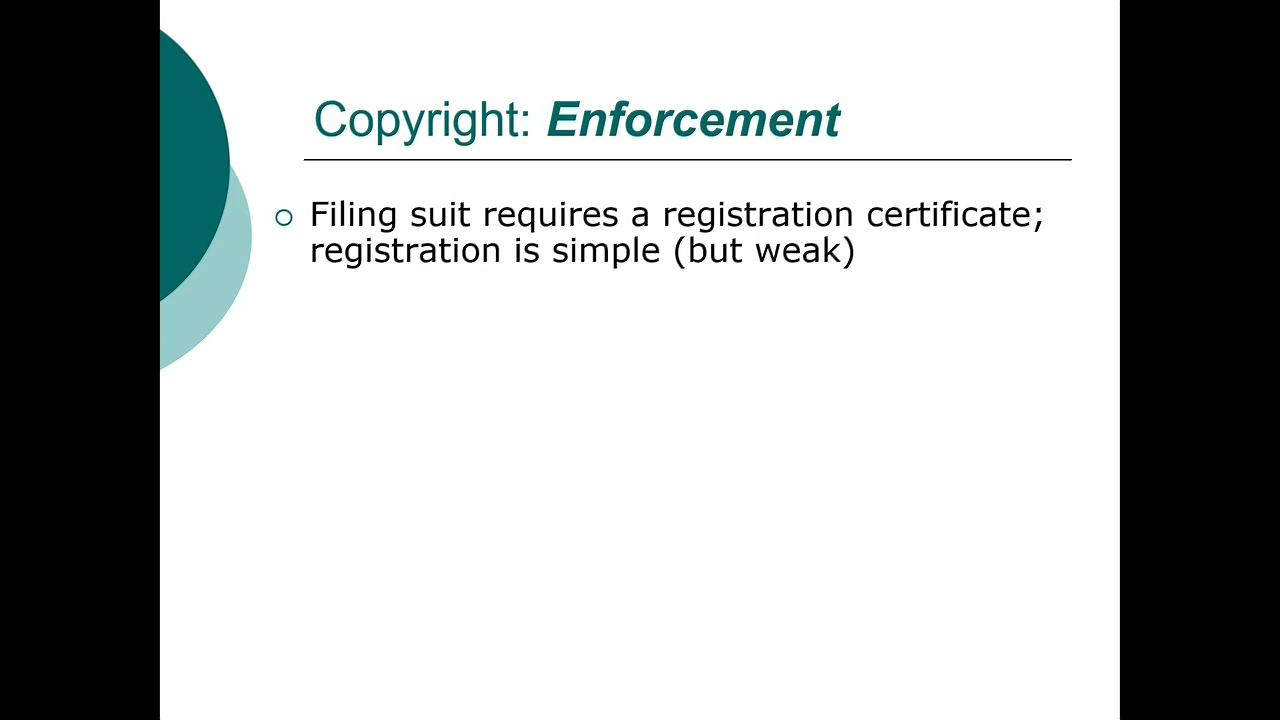 Copyright: Enforcement
Filing suit requires a registration certificate;
registration is simple (but weak)